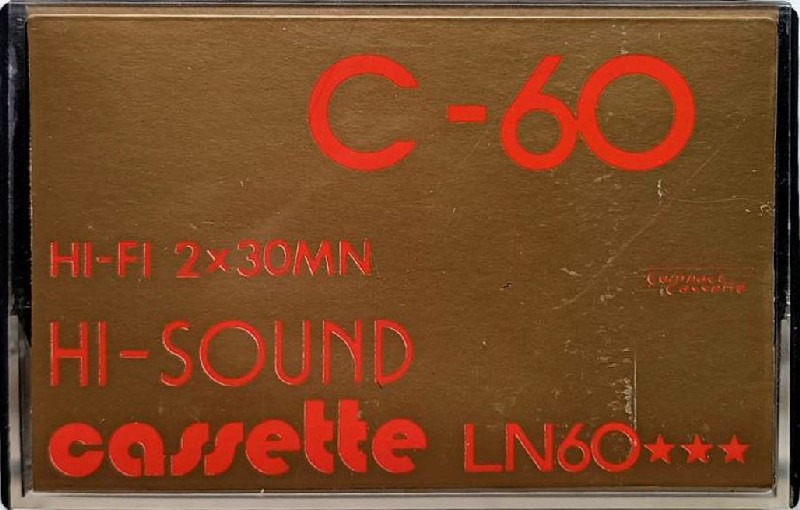 C-60
HI-FI 2×30MN
Compact
Cassette
HI-SOUND
cassette LN60★★★